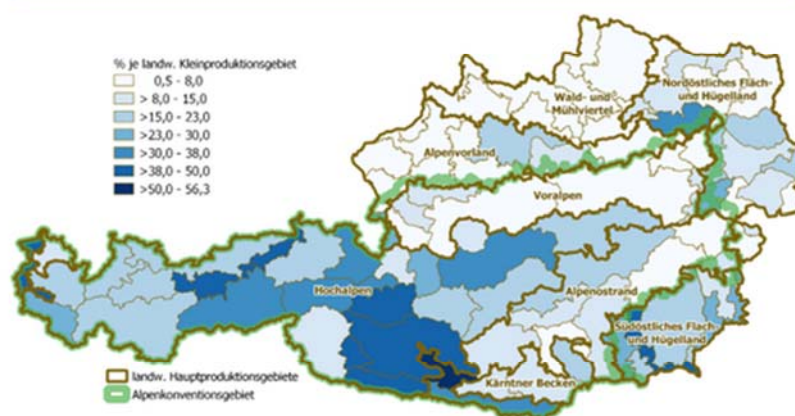 % je landw. Kleinproduktionsgebiet
0,5 - 8,0
> 8,0 - 15,0
>15,0 - 23,0
>23,0 - 30,0
>30,0 - 38,0
>38,0 - 50,0
>50,0 - 56,3
Nordöstliches Flach-
und Hügelland
Wald- und
Mühlviertel
Alpenvorland
Voralpen
Hochalpen
Alpenostrand
Südöstliches Flach-
und Hügelland
Kärntner Becken
landw. Hauptproduktionsgebiete
Alpenkonventionsgebiet